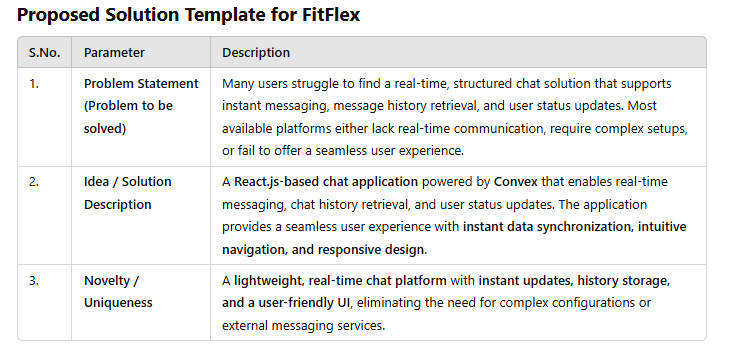 Proposed Solution Template for FitFlex
S.No. Parameter Description
1. Problem Statement (Problem to be solved) Many users struggle to find a real-time, structured chat solution that supports
instant messaging, message history retrieval, and user status updates. Most
available platforms either lack real-time communication, require complex setups,
or fail to offer a seamless user experience.
2. Idea / Solution Description A React.js-based chat application powered by Convex that enables real-time
messaging, chat history retrieval, and user status updates. The application
provides a seamless user experience with instant data synchronization, intuitive
navigation, and responsive design.
3. Novelty / Uniqueness A lightweight, real-time chat platform with instant updates, history storage,
and a user-friendly UI, eliminating the need for complex configurations or
external messaging services.